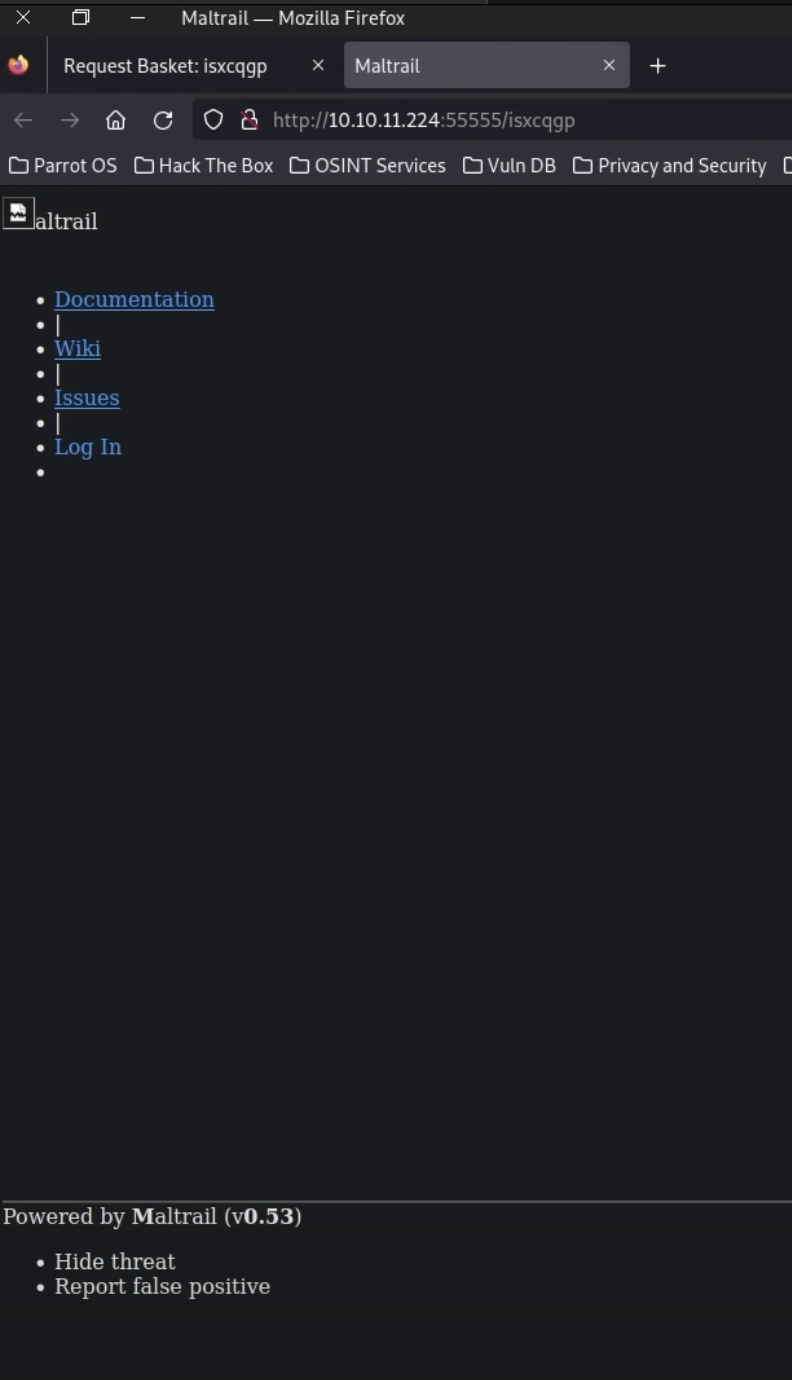 Maltrail — Mozilla Firefox
Request Basket: isxcqgp
Maltrail
http://10.10.11.224:55555/isxcqgp
Parrot OS Hack The Box OSINT Services Vuln DB Privacy and Security
altrail
Documentation
|
Wiki
|
Issues
|
Log In
Powered by Maltrail (v0.53)
Hide threat
Report false positive